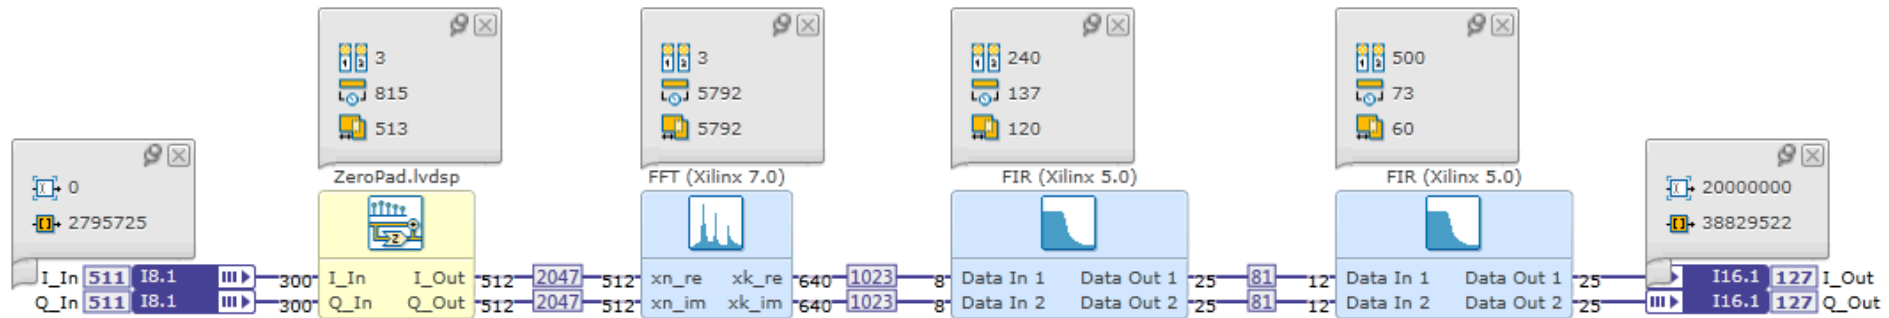 3
815
513
3
5792
5792
240
137
120
500
73
60
0
2795725
20000000
38829522
ZeroPad.lvdsp
FFT (Xilinx 7.0)
FIR (Xilinx 5.0)
FIR (Xilinx 5.0)
I_In 511 I8.1 300 I_In I_Out 512 2047 512 xn_re xk_re 640 1023 8 Data In 1 Data Out 1 25 81 12 Data In 1 Data Out 1 25 I16.1 127 I_Out
Q_In 511 I8.1 300 Q_In Q_Out 512 2047 512 xn_im xk_im 640 1023 8 Data In 2 Data Out 2 25 81 12 Data In 2 Data Out 2 25 I16.1 127 Q_Out